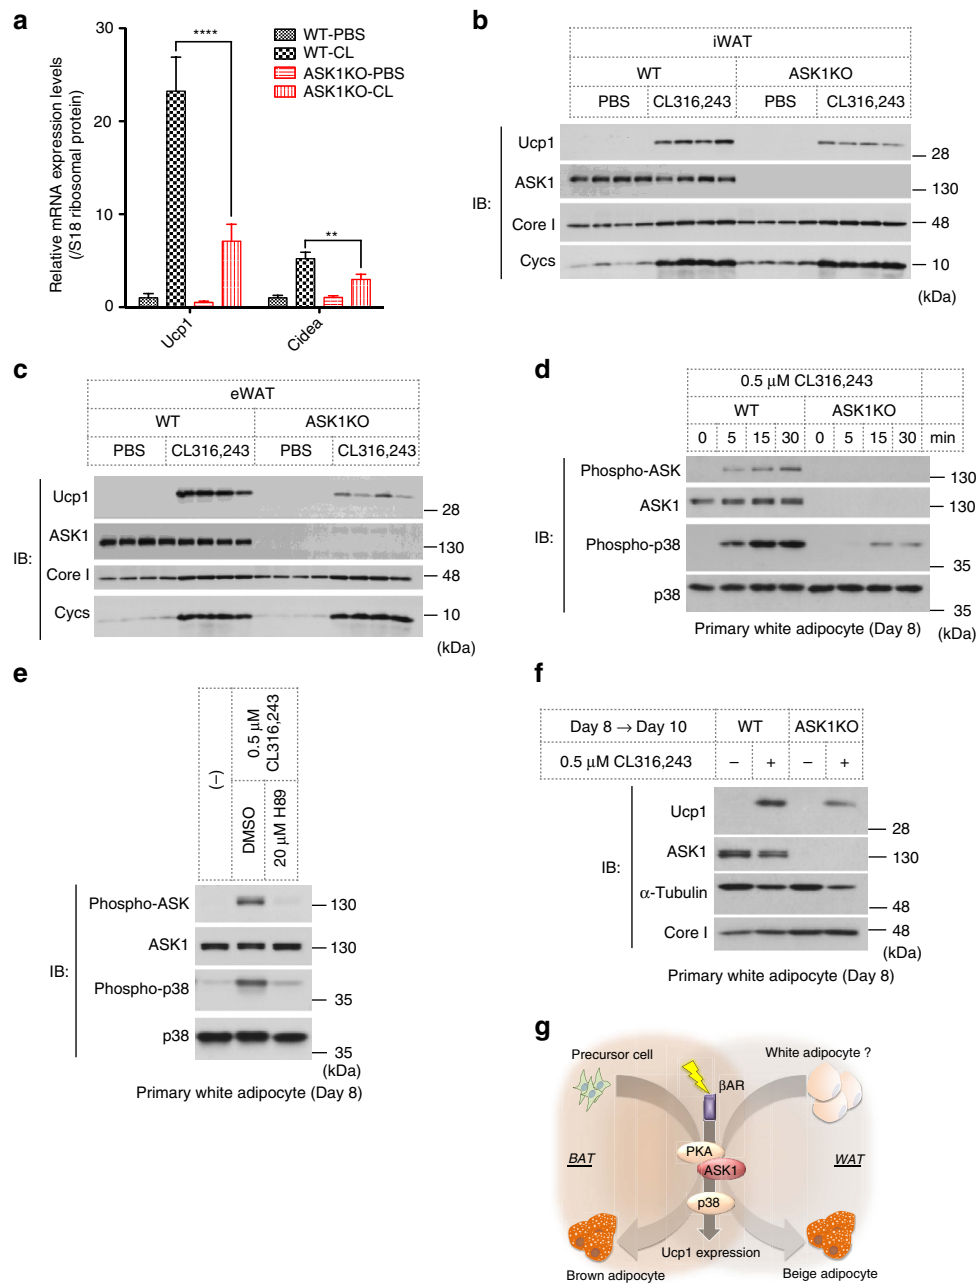 a
Relative mRNA expression levels
(/S18 ribosomal protein)
30
20
10
0
****
**
Ucp1
Cidea
WT-PBS
WT-CL
ASK1KO-PBS
ASK1KO-CL
b
iWAT
WT ASK1KO
PBS CL316,243 PBS CL316,243
IB:
Ucp1 28
ASK1 130
Core I 48
Cycs 10
(kDa)
c
eWAT
WT ASK1KO
PBS CL316,243 PBS CL316,243
IB:
Ucp1 28
ASK1 130
Core I 48
Cycs 10
(kDa)
d
0.5 μM CL316,243
WT ASK1KO
0 5 15 30 0 5 15 30 min
IB:
Phospho-ASK 130
ASK1 130
Phospho-p38 35
p38 35
Primary white adipocyte (Day 8) (kDa)
e
(–)
0.5 μM
CL316,243
DMSO
20 μM H89
IB:
Phospho-ASK 130
ASK1 130
Phospho-p38 35
p38 35
(kDa)
Primary white adipocyte (Day 8)
f
Day 8 → Day 10 WT ASK1KO
0.5 μM CL316,243 – + – +
IB:
Ucp1 28
ASK1 130
α-Tubulin 48
Core I 48
(kDa)
Primary white adipocyte (Day 8)
g
Precursor cell
White adipocyte ?
βAR
PKA
ASK1
BAT
WAT
p38
Ucp1 expression
Brown adipocyte
Beige adipocyte